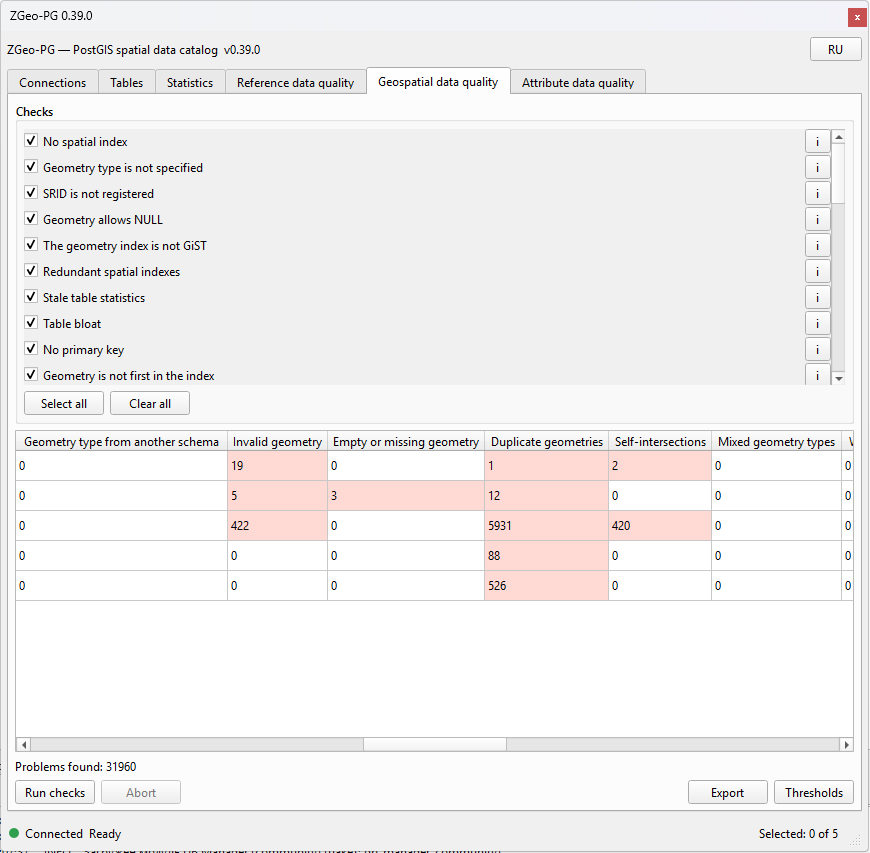 ZGeo-PG 0.39.0
x
ZGeo-PG — PostGIS spatial data catalog v0.39.0
RU
Connections Tables Statistics Reference data quality Geospatial data quality Attribute data quality
Checks
No spatial index i
Geometry type is not specified i
SRID is not registered i
Geometry allows NULL i
The geometry index is not GiST i
Redundant spatial indexes i
Stale table statistics i
Table bloat i
No primary key i
Geometry is not first in the index i
Select all Clear all
Geometry type from another schema Invalid geometry Empty or missing geometry Duplicate geometries Self-intersections Mixed geometry types
0 19 0 1 2 0 0
0 5 3 12 0 0 0
0 422 0 5931 420 0 0
0 0 0 88 0 0 0
0 0 0 526 0 0 0
Problems found: 31960
Run checks Abort Export Thresholds
Connected Ready Selected: 0 of 5